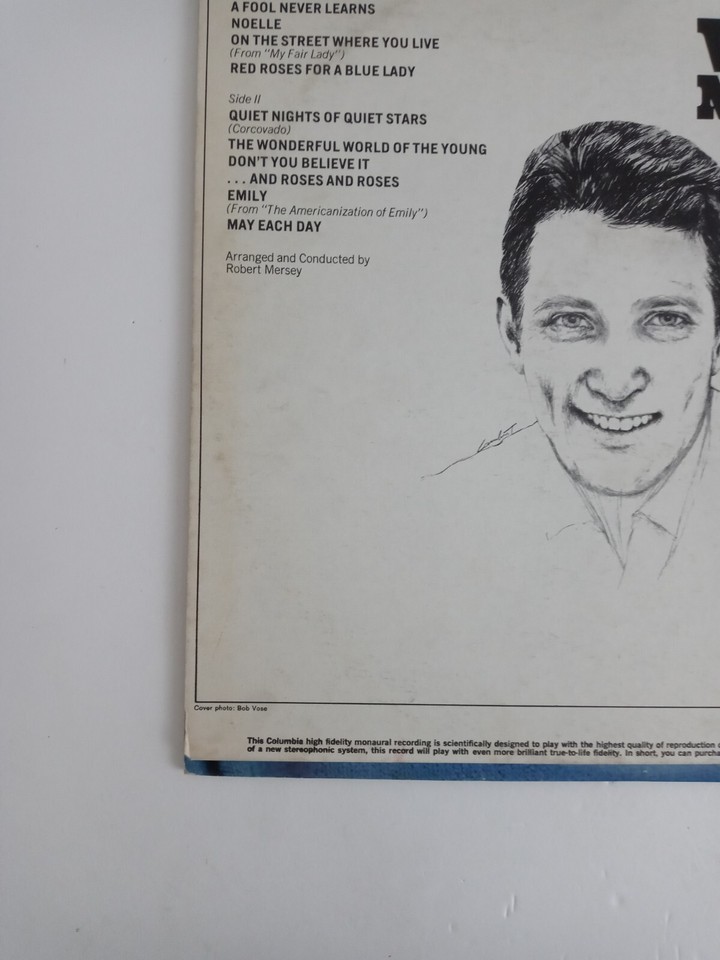 A FOOL NEVER LEARNS
NOELLE
ON THE STREET WHERE YOU LIVE
(From "My Fair Lady")
RED ROSES FOR A BLUE LADY
Side II
QUIET NIGHTS OF QUIET STARS
(Corcovado)
THE WONDERFUL WORLD OF THE YOUNG
DON'T YOU BELIEVE IT
. . . AND ROSES AND ROSES
EMILY
(From "The Americanization of Emily")
MAY EACH DAY
Arranged and Conducted by
Robert Mersey
Cover photo: Bob Vose
This Columbia high fidelity monaural recording is scientifically designed to play with the highest quality of reproduction
of a new stereophonic system, this record will play with even more brilliant true-to-life fidelity. In short, you can purcha